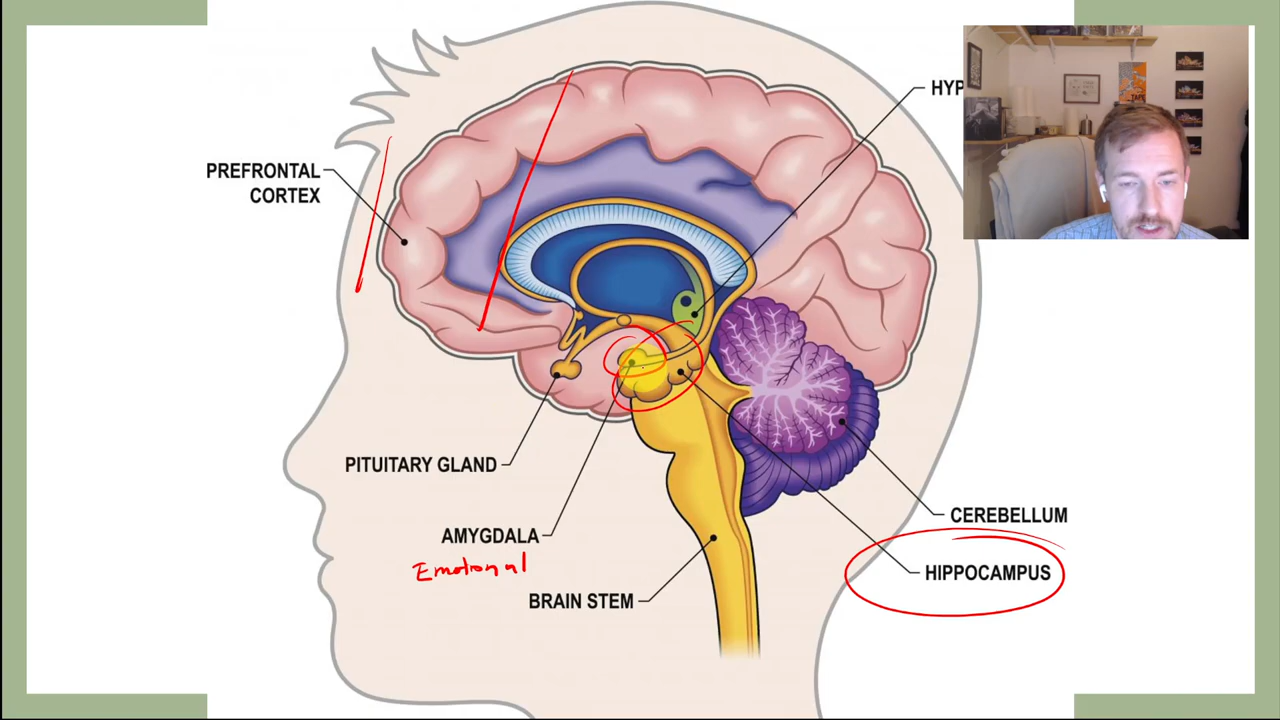 HYP
PREFRONTAL
CORTEX
PITUITARY GLAND
AMYGDALA
Emotional
BRAIN STEM
CEREBELLUM
HIPPOCAMPUS